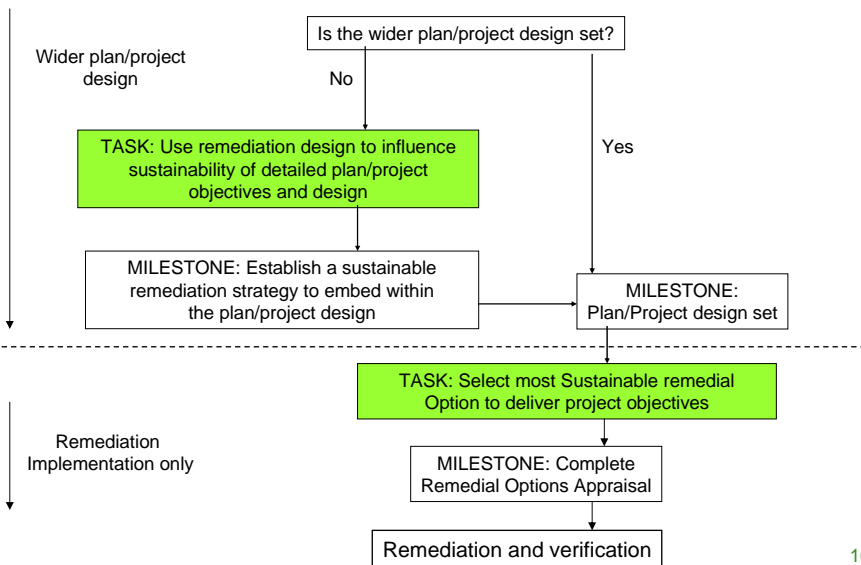 Is the wider plan/project design set?
Wider plan/project
design
No
Yes
TASK: Use remediation design to influence
sustainability of detailed plan/project
objectives and design
MILESTONE: Establish a sustainable
remediation strategy to embed within
the plan/project design
MILESTONE:
Plan/Project design set
TASK: Select most Sustainable remedial
Option to deliver project objectives
Remediation
Implementation only
MILESTONE: Complete
Remedial Options Appraisal
Remediation and verification